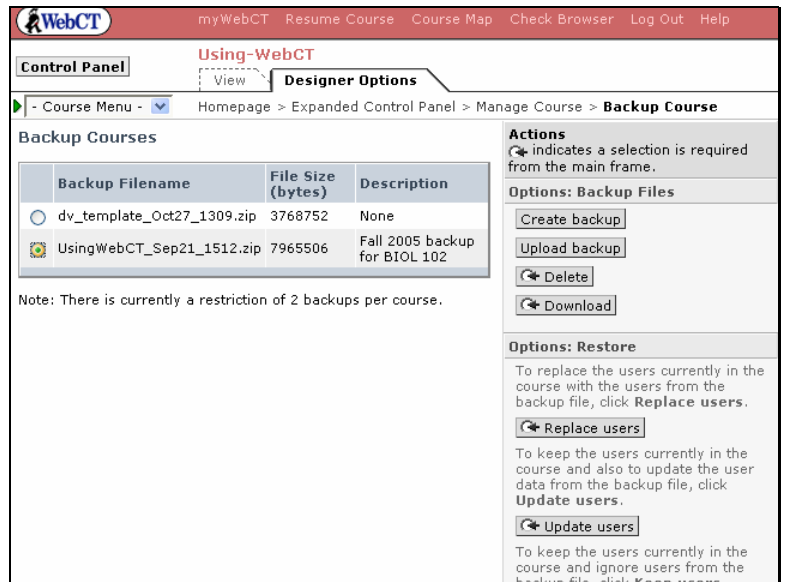 WebCT
myWebCT Resume Course Course Map Check Browser Log Out Help
Control Panel
Using-WebCT
View Designer Options
- Course Menu -
Homepage > Expanded Control Panel > Manage Course > Backup Course
Backup Courses
Backup Filename File Size (bytes) Description
dv_template_Oct27_1309.zip 3768752 None
UsingWebCT_Sep21_1512.zip 7965506 Fall 2005 backup
for BIOL 102
Note: There is currently a restriction of 2 backups per course.
Actions
indicates a selection is required
from the main frame.
Options: Backup Files
Create backup
Upload backup
Delete
Download
Options: Restore
To replace the users currently in the
course with the users from the
backup file, click Replace users.
Replace users
To keep the users currently in the
course and also to update the user
data from the backup file, click
Update users.
Update users
To keep the users currently in the
course and ignore users from the
backup file, click Keep users